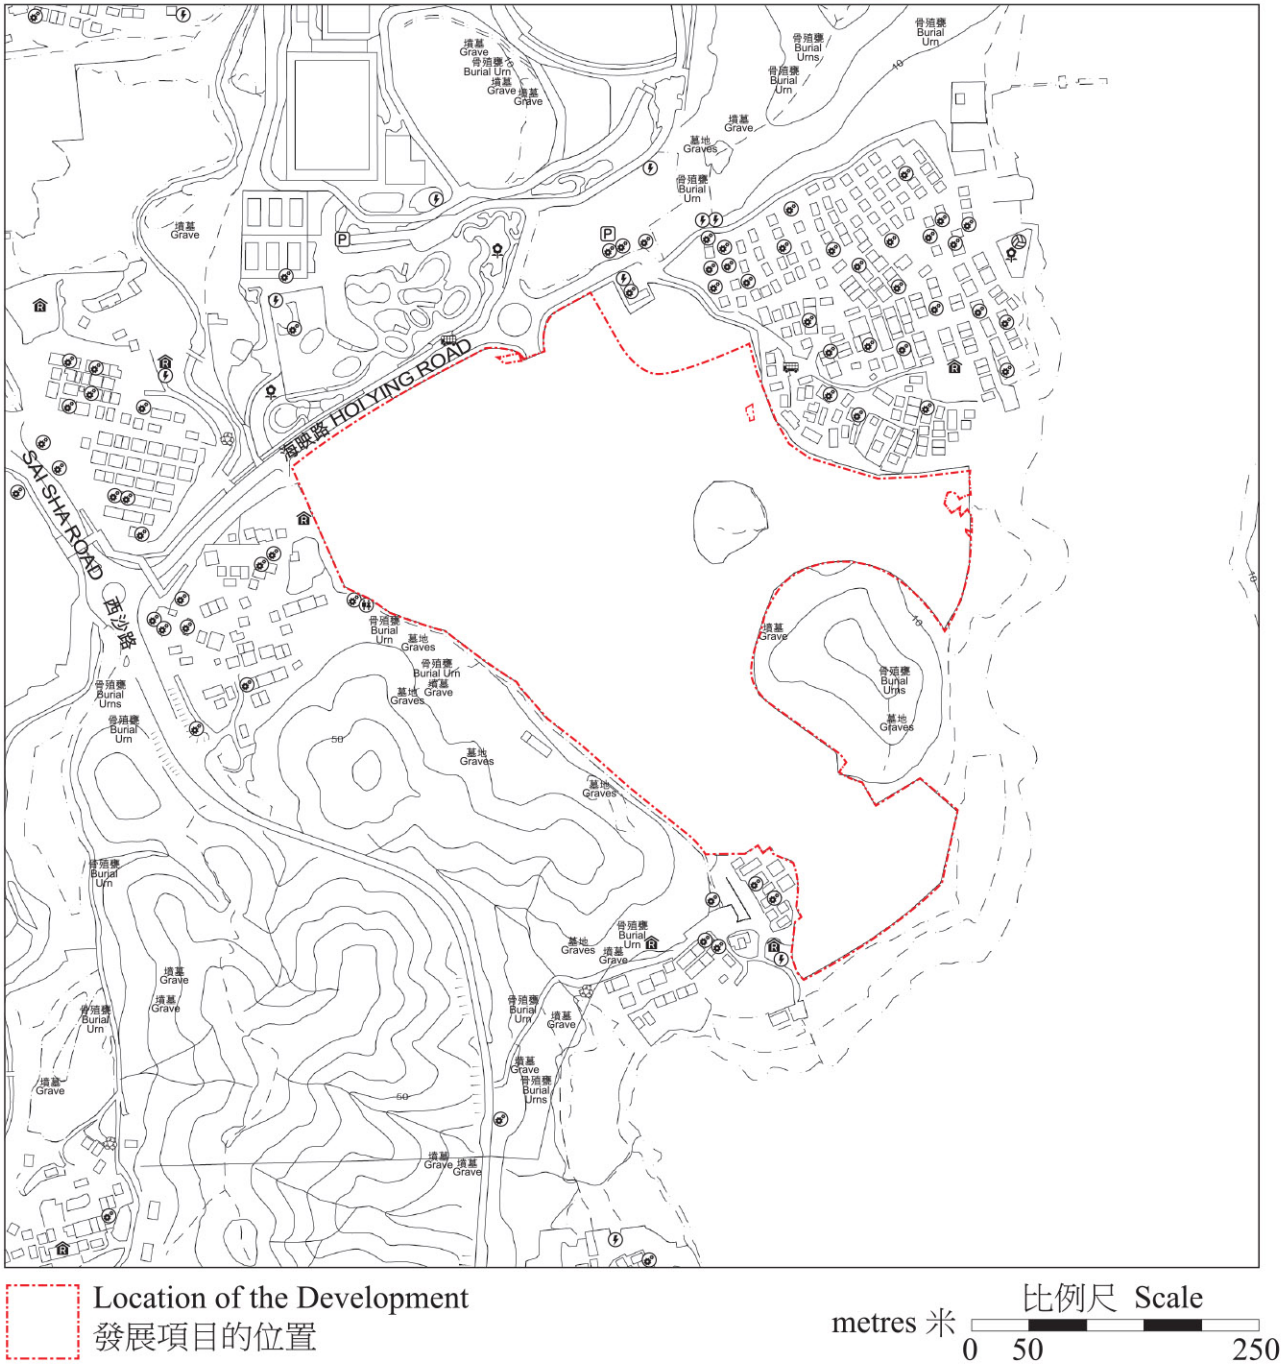 墳墓
Grave
骨殖甕
Burial Urn
墳墓
Grave
墳墓
Grave
骨殖甕
Burial
Urns
骨殖甕
Burial
Urn
骨殖甕
Burial
Urn
10
墳墓
Grave
墓地
Graves
骨殖甕
Burial
Urn
墳墓
Grave
P
P
R
R
R
海映路 HOI YING ROAD
SAI SHA ROAD
西沙路
R
骨殖甕
Burial
Urn
墓地
Graves
骨殖甕
Burial Urn
墳墓
Grave
墓地
Graves
墳墓
Grave
10
骨殖甕
Burial
Urns
墓地
Graves
10
骨殖甕
Burial
Urns
骨殖甕
Burial
Urn
50
墓地
Graves
墓地
Graves
骨殖甕
Burial
Urn
骨殖甕
Burial
Urn
R
墓地
Graves
墳墓
Grave
R
墳墓
Grave
墳墓
Grave
骨殖甕
Burial
Urn
骨殖甕
Burial
Urn
墳墓
Grave
墳墓
Grave
骨殖甕
Burial
Urns
墳墓
Grave
50
墳墓
Grave
墳墓
Grave
R
Location of the Development
發展項目的位置
比例尺 Scale
metres 米
0 50 250